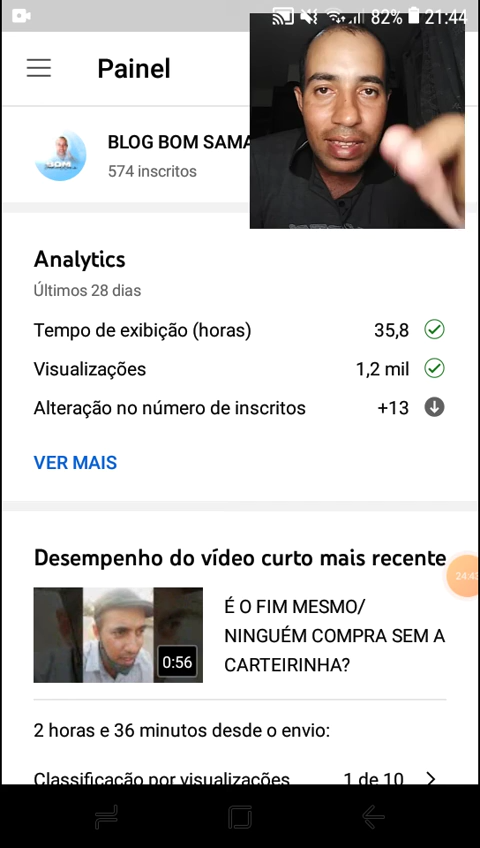 82% 21:44
Painel
BLOG BOM SAMA
574 inscritos
Analytics
Últimos 28 dias
Tempo de exibição (horas) 35,8
Visualizações 1,2 mil
Alteração no número de inscritos +13
VER MAIS
Desempenho do vídeo curto mais recente
24:43
É O FIM MESMO/
NINGUÉM COMPRA SEM A
CARTEIRINHA?
0:56
2 horas e 36 minutos desde o envio:
Classificação por visualizações 1 de 10